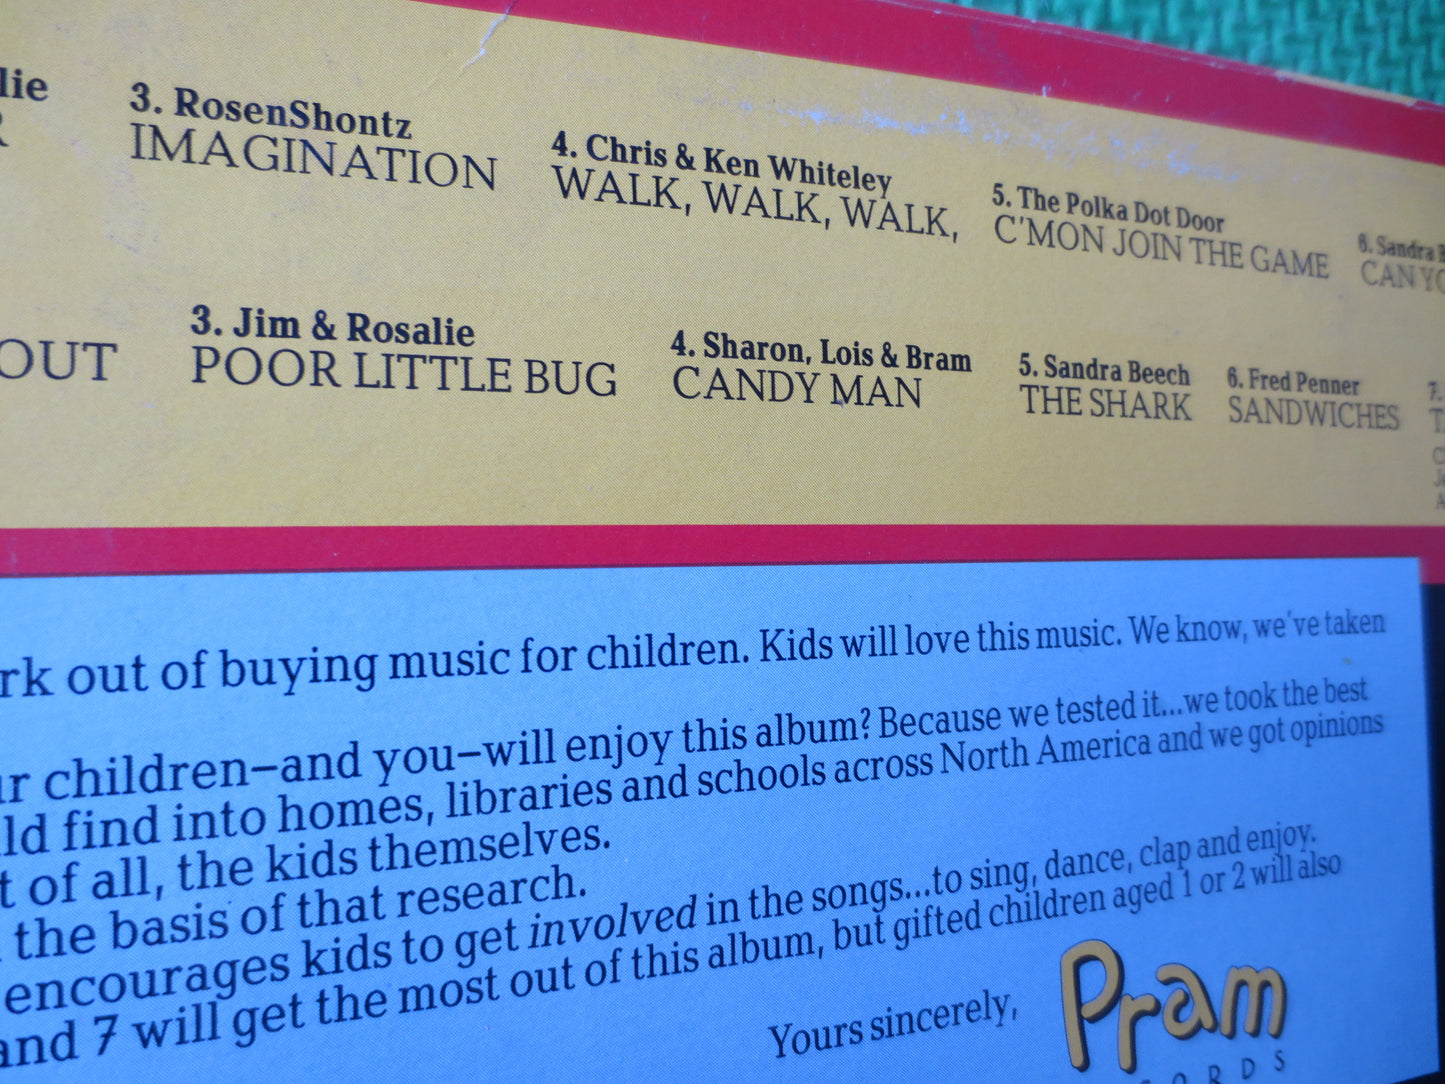 lie
3. RosenShontz
IMAGINATION
4. Chris & Ken Whiteley
WALK, WALK, WALK,
5. The Polka Dot Door
C'MON JOIN THE GAME
6. Sandra
CAN
OUT
3. Jim & Rosalie
POOR LITTLE BUG
4. Sharon, Lois & Bram
CANDY MAN
5. Sandra Beech
THE SHARK
6. Fred Penner
SANDWICHES
7.
rk out of buying music for children. Kids will love this music. We know, we've taken
ur children–and you–will enjoy this album? Because we tested it...we took the best
ld find into homes, libraries and schools across North America and we got opinions
t of all, the kids themselves.
the basis of that research.
encourages kids to get involved in the songs...to sing, dance, clap and enjoy.
and 7 will get the most out of this album, but gifted children aged 1 or 2 will also
Yours sincerely,
Pram
ORDS